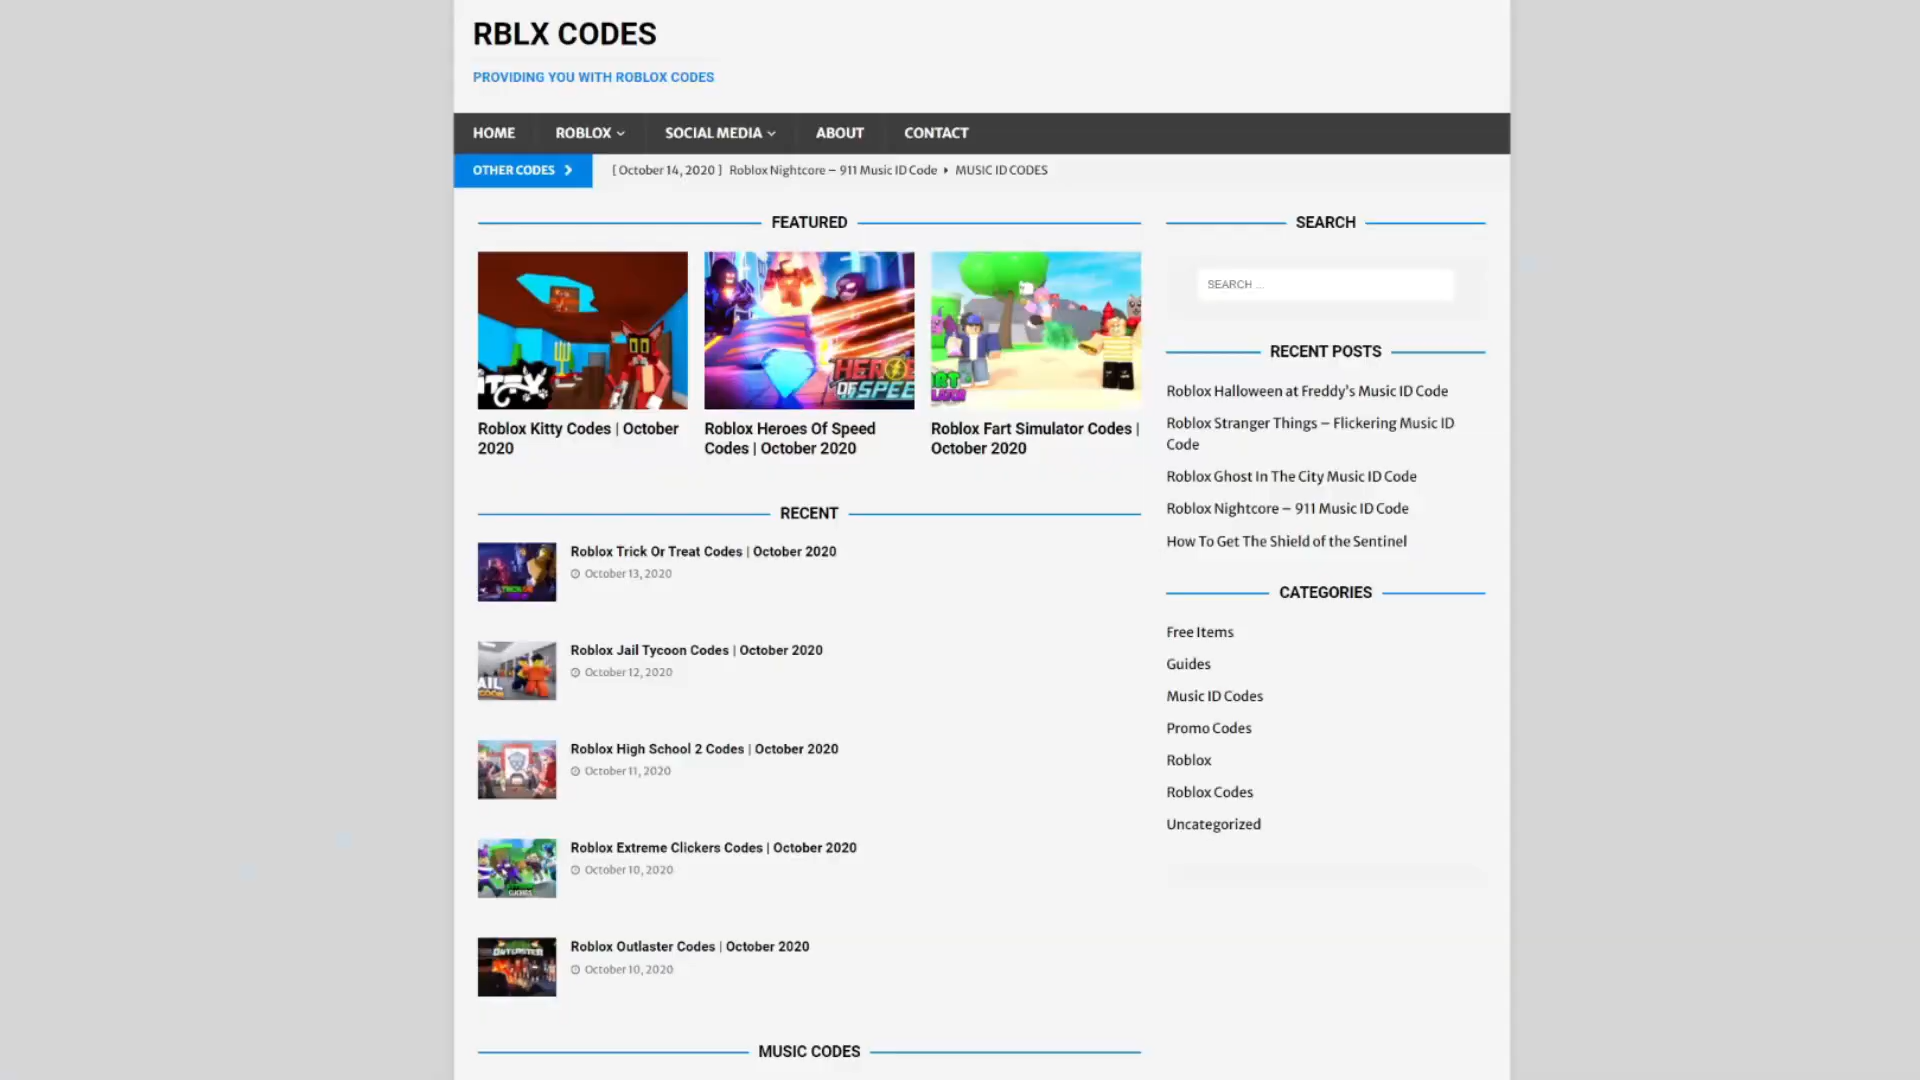 RBLX CODES
PROVIDING YOU WITH ROBLOX CODES
HOME ROBLOX SOCIAL MEDIA ABOUT CONTACT
OTHER CODES [ October 14, 2020 ] Roblox Nightcore – 911 Music ID Code MUSIC ID CODES
FEATURED
HEROES
OF SPEED
Roblox Kitty Codes | October
2020
Roblox Heroes Of Speed
Codes | October 2020
Roblox Fart Simulator Codes |
October 2020
RECENT
Roblox Trick Or Treat Codes | October 2020
October 13, 2020
Roblox Jail Tycoon Codes | October 2020
October 12, 2020
Roblox High School 2 Codes | October 2020
October 11, 2020
Roblox Extreme Clickers Codes | October 2020
October 10, 2020
OUTLASTER
Roblox Outlaster Codes | October 2020
October 10, 2020
MUSIC CODES
SEARCH
SEARCH ...
RECENT POSTS
Roblox Halloween at Freddy’s Music ID Code
Roblox Stranger Things – Flickering Music ID
Code
Roblox Ghost In The City Music ID Code
Roblox Nightcore – 911 Music ID Code
How To Get The Shield of the Sentinel
CATEGORIES
Free Items
Guides
Music ID Codes
Promo Codes
Roblox
Roblox Codes
Uncategorized